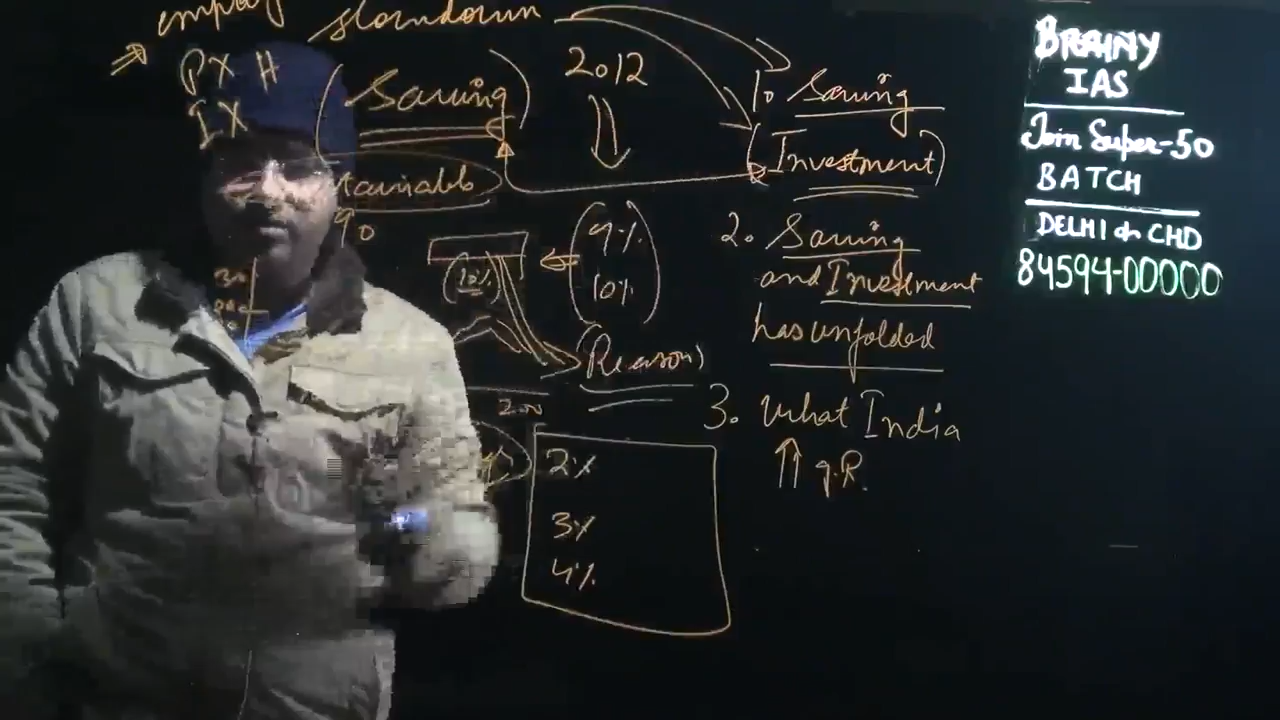 slowdown
PX H
IX
(Saving)
2012
1. Saving
(Investment)
9%
10%
(10%)
(Reason)
2. Saving
and Investment
has unfolded
3. What India
g.R.
200
2%
3%
4%
BRAINY
IAS
Join Super-50
BATCH
DELHI & CHD
84594-00000